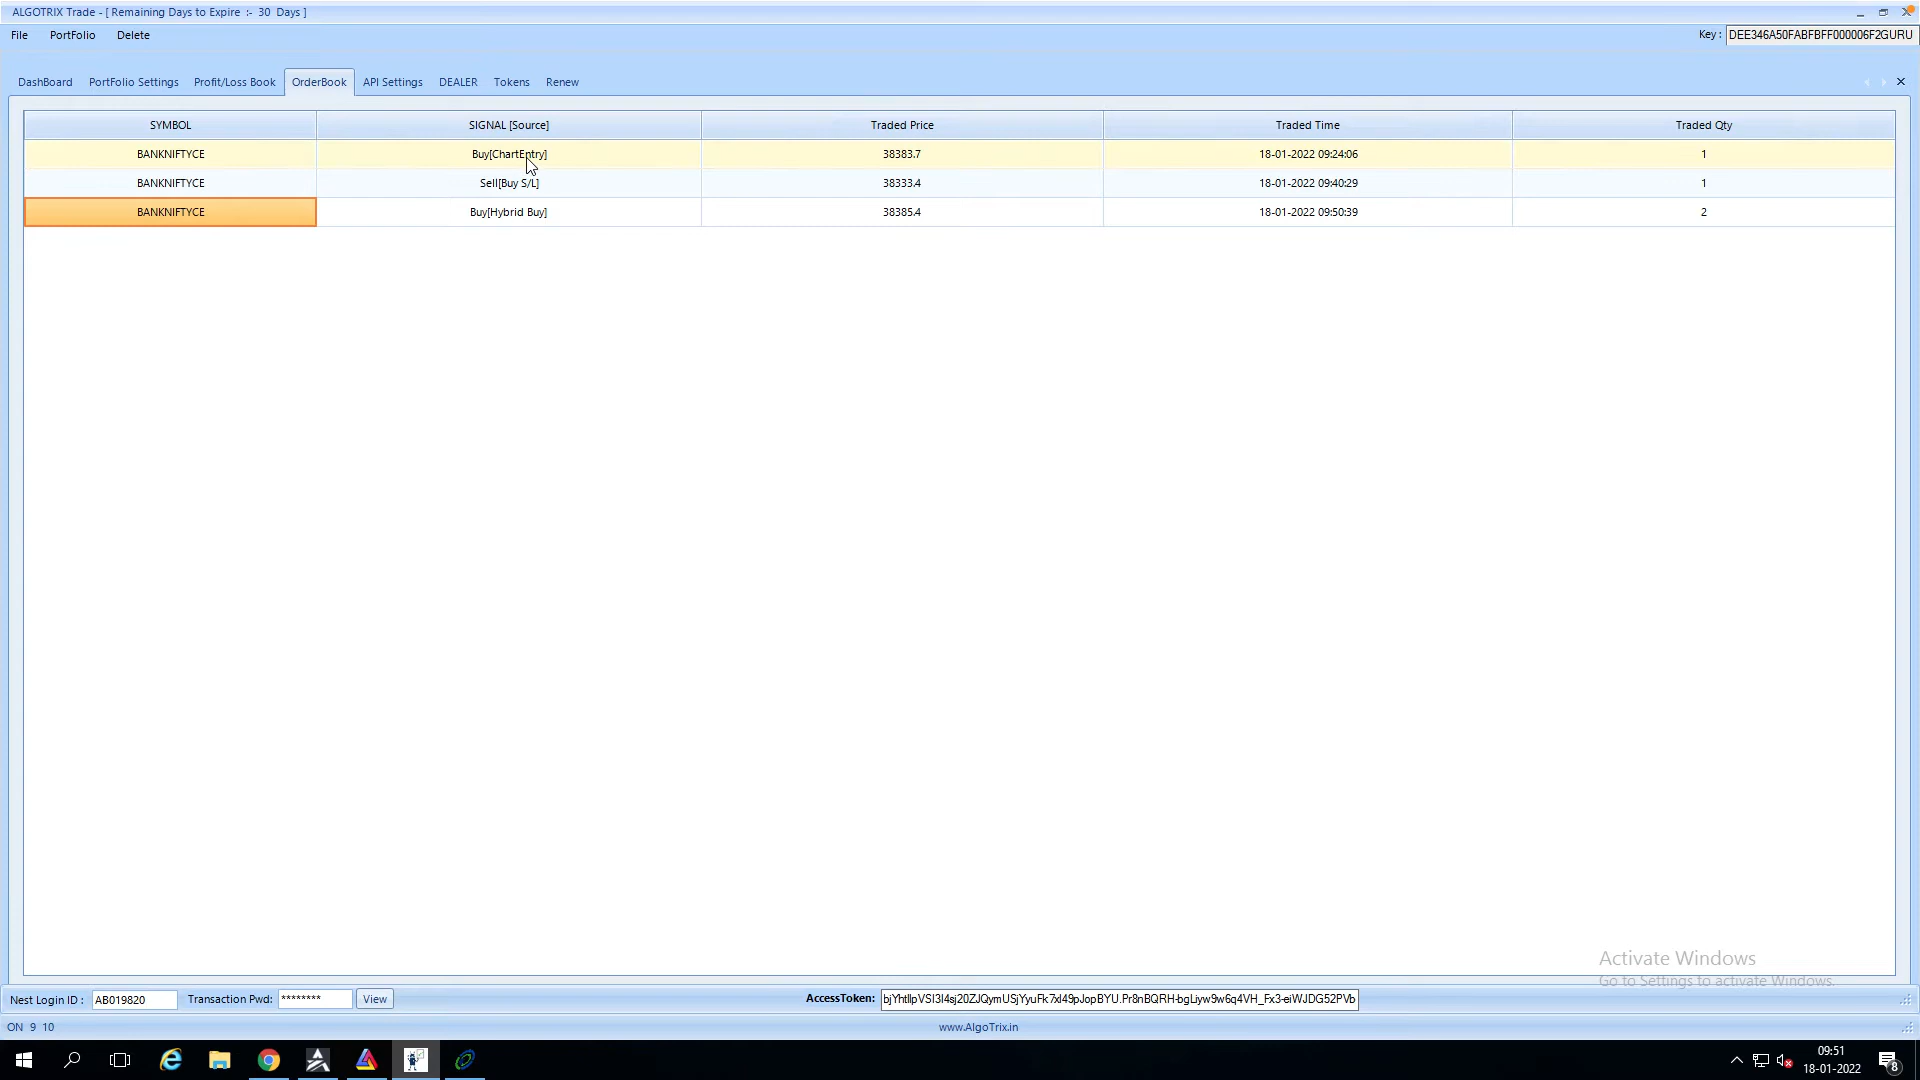 ALGOTRIX Trade - [ Remaining Days to Expire :- 30 Days ]
File PortFolio Delete
Key : DEE346A50FABFBFF000006F2GURU
DashBoard PortFolio Settings Profit/Loss Book OrderBook API Settings DEALER Tokens Renew
SYMBOL SIGNAL [Source] Traded Price Traded Time Traded Qty
BANKNIFTYCE Buy[ChartEntry] 38383.7 18-01-2022 09:24:06 1
BANKNIFTYCE Sell[Buy S/L] 38333.4 18-01-2022 09:40:29 1
BANKNIFTYCE Buy[Hybrid Buy] 38385.4 18-01-2022 09:50:39 2
Activate Windows
Go to Settings to activate Windows.
Nest Login ID : AB019820 Transaction Pwd: ******** View AccessToken:
ON 9 10 www.AlgoTrix.in
09:51
18-01-2022
8